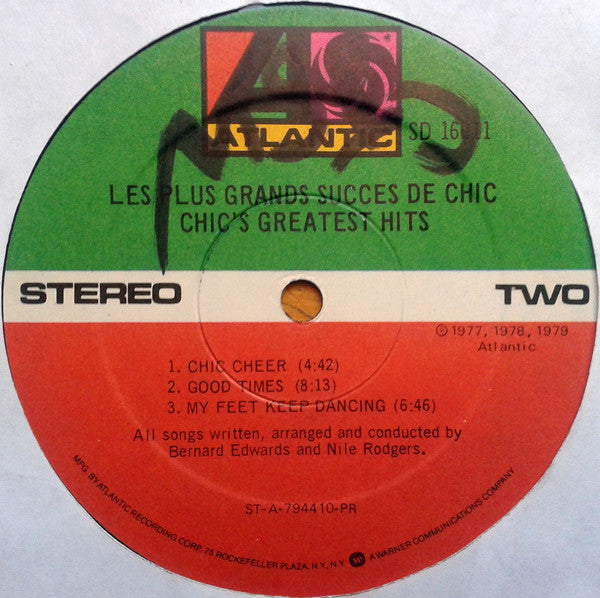 ATLANTIC
LES PLUS GRANDS SUCCES DE CHIC
CHIC'S GREATEST HITS
STEREO
TWO
Ⓟ1977, 1978, 1979
Atlantic
1. CHIC CHEER (4:42)
2. GOOD TIMES (8:13)
3. MY FEET KEEP DANCING (6:46)
All songs written, arranged and conducted by
Bernard Edwards and Nile Rodgers.
ST-A-794410-PR
MFG. BY ATLANTIC RECORDING CORP. 75 ROCKEFELLER PLAZA, N.Y., N.Y. A WARNER COMMUNICATIONS COMPANY